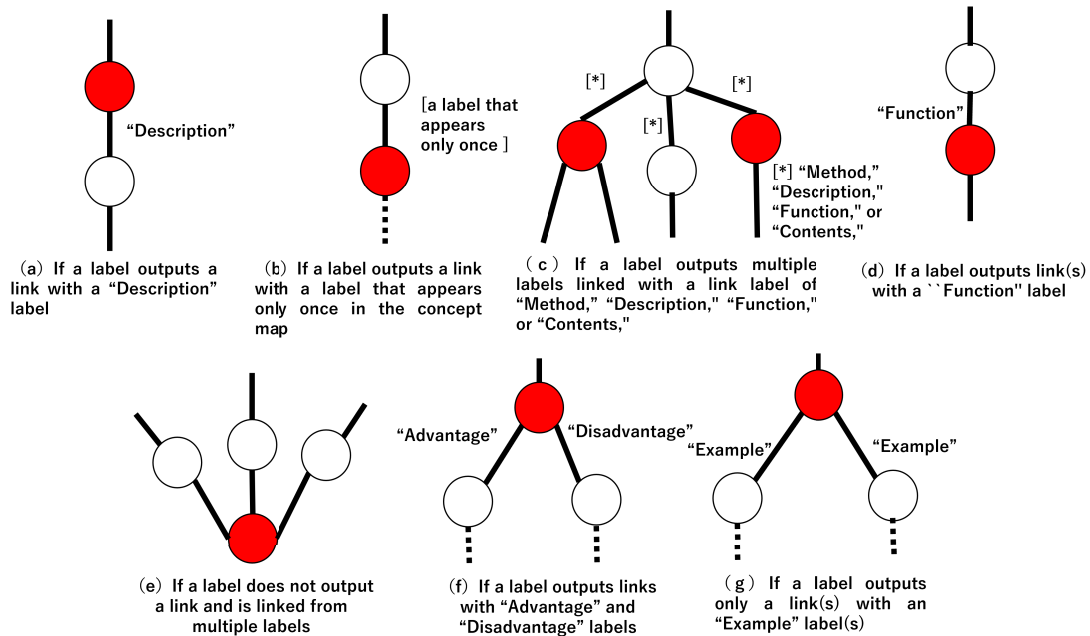 “Description”
(a) If a label outputs a
link with a “Description”
label
[a label that
appears
only once ]
(b) If a label outputs a link
with a label that appears
only once in the concept
map
[*]
[*]
[*]
[*] “Method,”
“Description,"
“Function," or
“Contents,"
(c) If a label outputs multiple
labels linked with a link label of
“Method,” “Description," “Function,"
or “Contents,"
“Function”
(d) If a label outputs link(s)
with a ``Function" label
(e) If a label does not output
a link and is linked from
multiple labels
“Advantage”
“Disadvantage”
(f) If a label outputs links
with “Advantage” and
“Disadvantage” labels
“Example”
“Example”
(g) If a label outputs
only a link(s) with an
“Example” label(s)